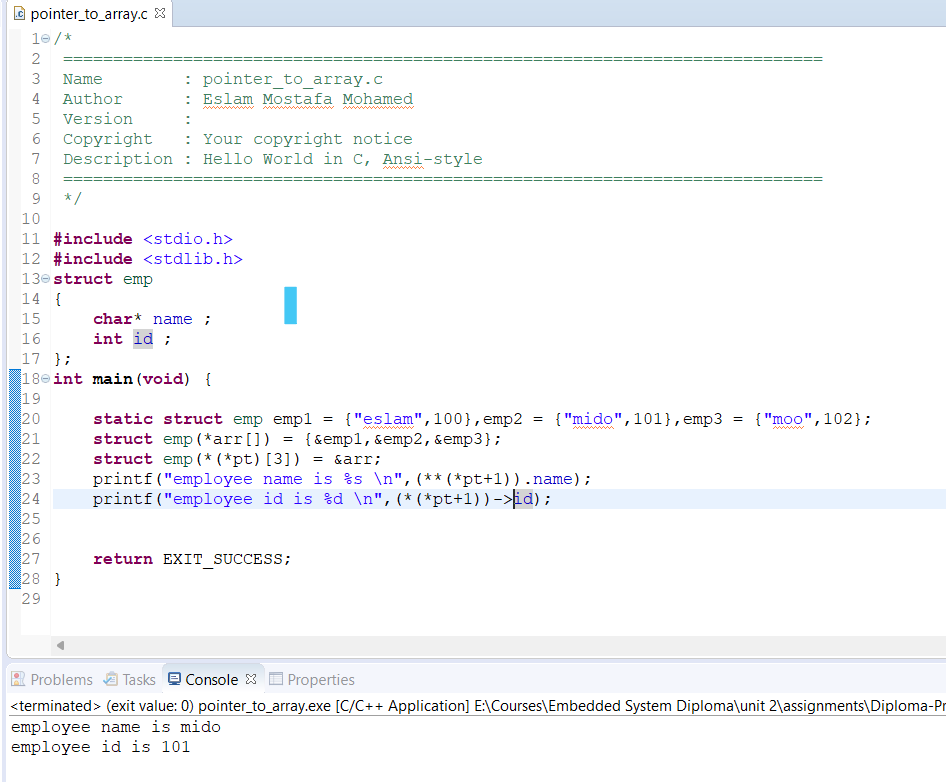 pointer_to_array.c
1 /*
2 ============================================================================
3 Name        : pointer_to_array.c
4 Author      : Eslam Mostafa Mohamed
5 Version     :
6 Copyright   : Your copyright notice
7 Description : Hello World in C, Ansi-style
8 ============================================================================
9 */
10
11 #include <stdio.h>
12 #include <stdlib.h>
13 struct emp
14 {
15     char* name ;
16     int id ;
17 };
18 int main(void) {
19
20     static struct emp emp1 = {"eslam",100},emp2 = {"mido",101},emp3 = {"moo",102};
21     struct emp(*arr[]) = {&emp1,&emp2,&emp3};
22     struct emp(*(*pt)[3]) = &arr;
23     printf("employee name is %s \n",(**(*pt+1)).name);
24     printf("employee id is %d \n",(*(*pt+1))->id);
25
26
27     return EXIT_SUCCESS;
28 }
29
Problems Tasks Console Properties
<terminated> (exit value: 0) pointer_to_array.exe [C/C++ Application] E:\Courses\Embedded System Diploma\unit 2\assignments\Diploma-Pr
employee name is mido
employee id is 101